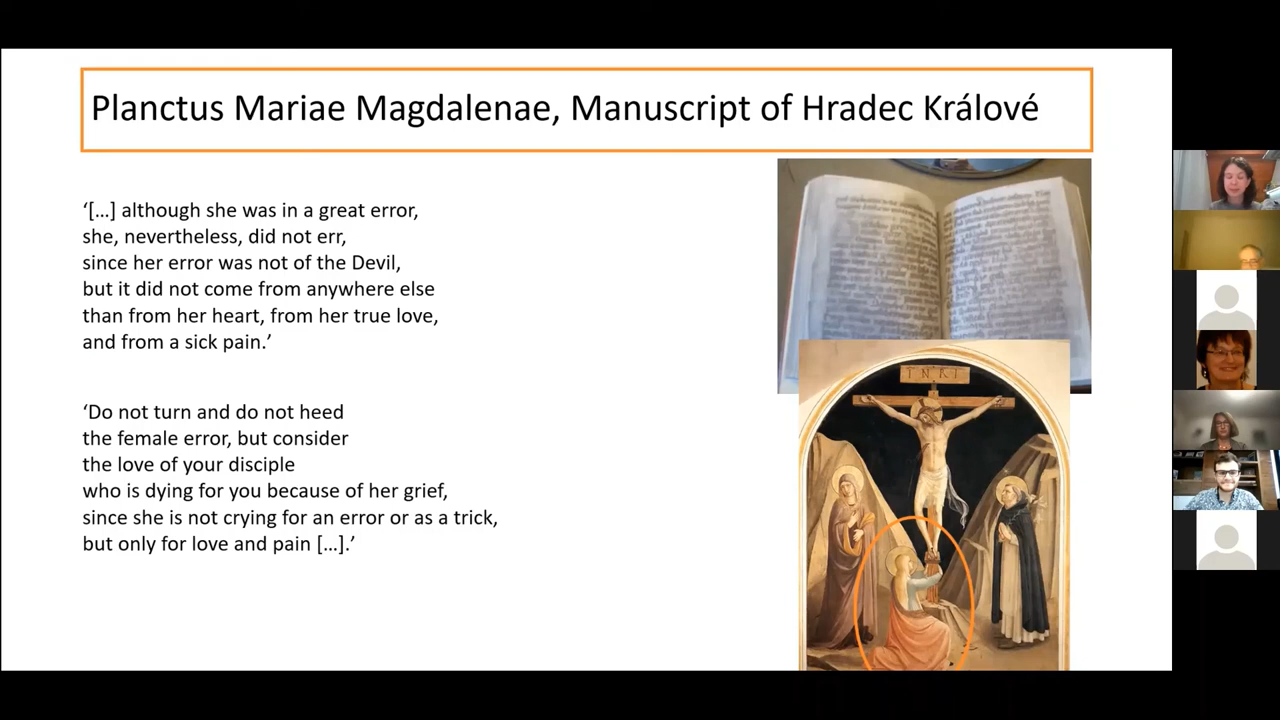 Planctus Mariae Magdalenae, Manuscript of Hradec Králové
‘[…] although she was in a great error,
she, nevertheless, did not err,
since her error was not of the Devil,
but it did not come from anywhere else
than from her heart, from her true love,
and from a sick pain.’
‘Do not turn and do not heed
the female error, but consider
the love of your disciple
who is dying for you because of her grief,
since she is not crying for an error or as a trick,
but only for love and pain […].’
INRI